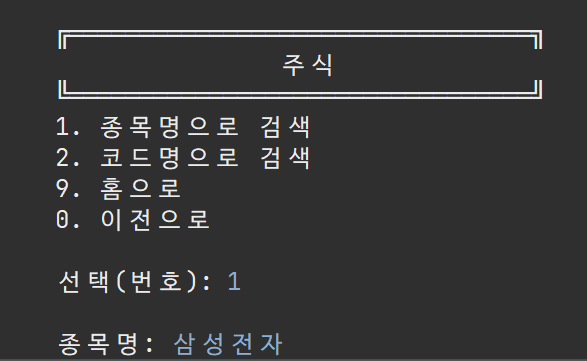 주식
1. 종목명으로 검색
2. 코드명으로 검색
9. 홈으로
0. 이전으로
선택(번호): 1
종목명: 삼성전자